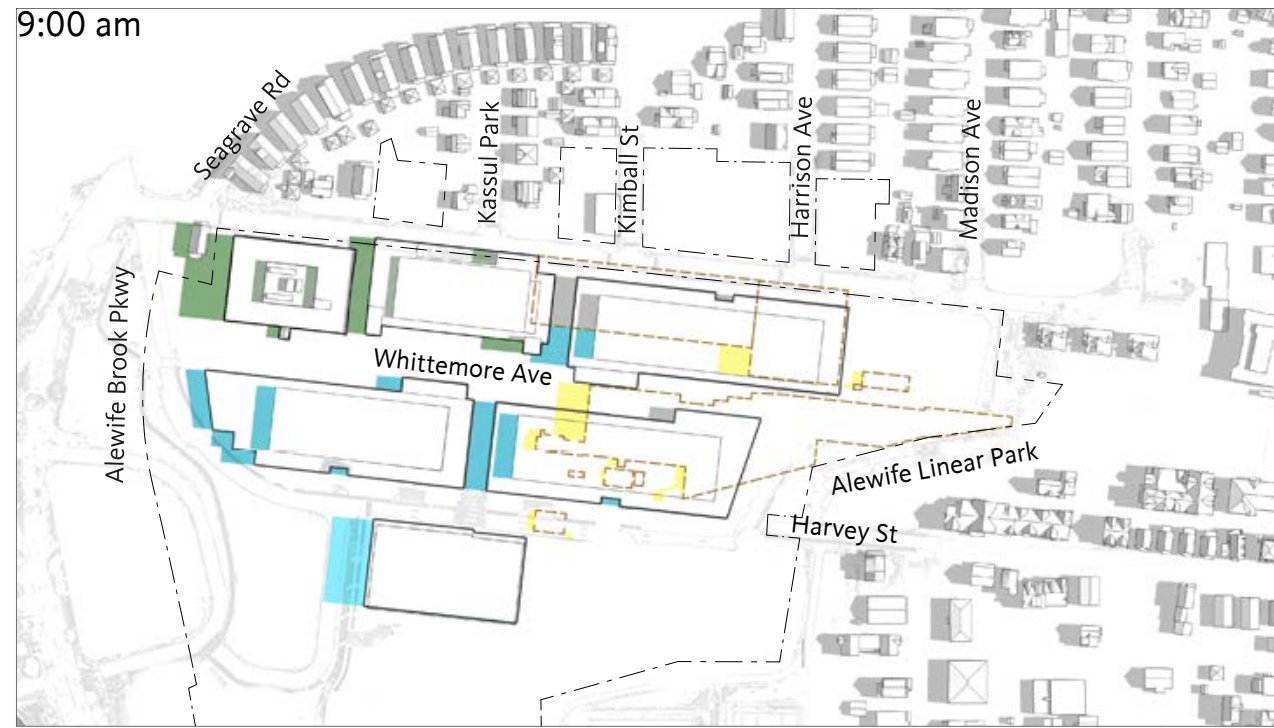 9:00 am
Seagrave Rd
Kassul Park
Kimball St
Harrison Ave
Madison Ave
Alewife Brook Pkwy
Whittemore Ave
Alewife Linear Park
Harvey St